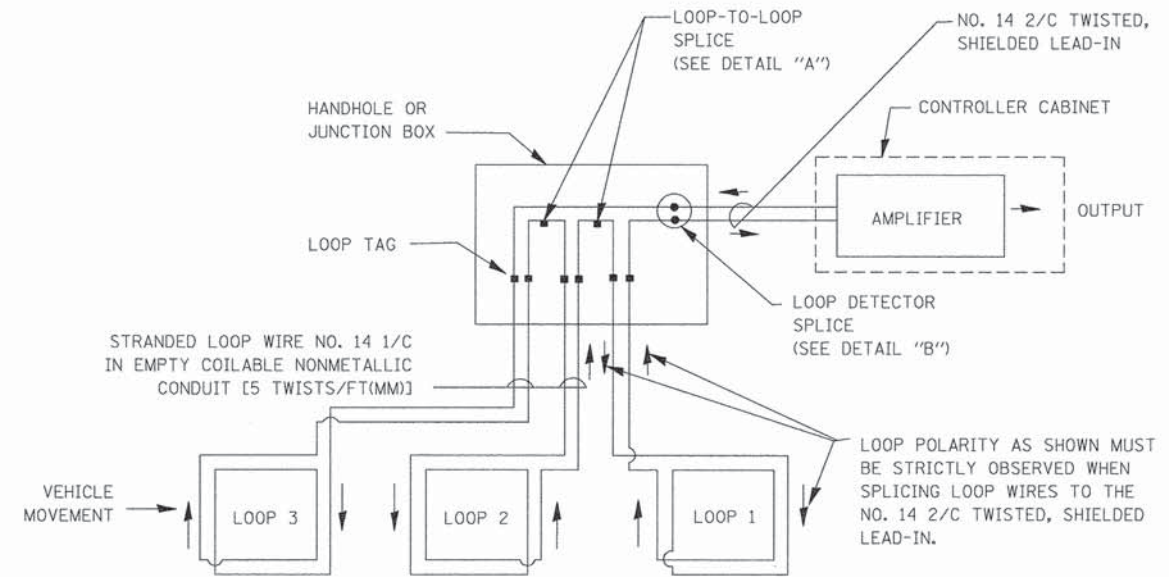 LOOP-TO-LOOP
SPLICE
(SEE DETAIL "A")
NO. 14 2/C TWISTED,
SHIELDED LEAD-IN
HANDHOLE OR
JUNCTION BOX
CONTROLLER CABINET
AMPLIFIER
OUTPUT
LOOP TAG
LOOP DETECTOR
SPLICE
(SEE DETAIL "B")
STRANDED LOOP WIRE NO. 14 1/C
IN EMPTY COILABLE NONMETALLIC
CONDUIT [5 TWISTS/FT(MM)]
LOOP POLARITY AS SHOWN MUST
BE STRICTLY OBSERVED WHEN
SPLICING LOOP WIRES TO THE
NO. 14 2/C TWISTED, SHIELDED
LEAD-IN.
VEHICLE
MOVEMENT
LOOP 3
LOOP 2
LOOP 1